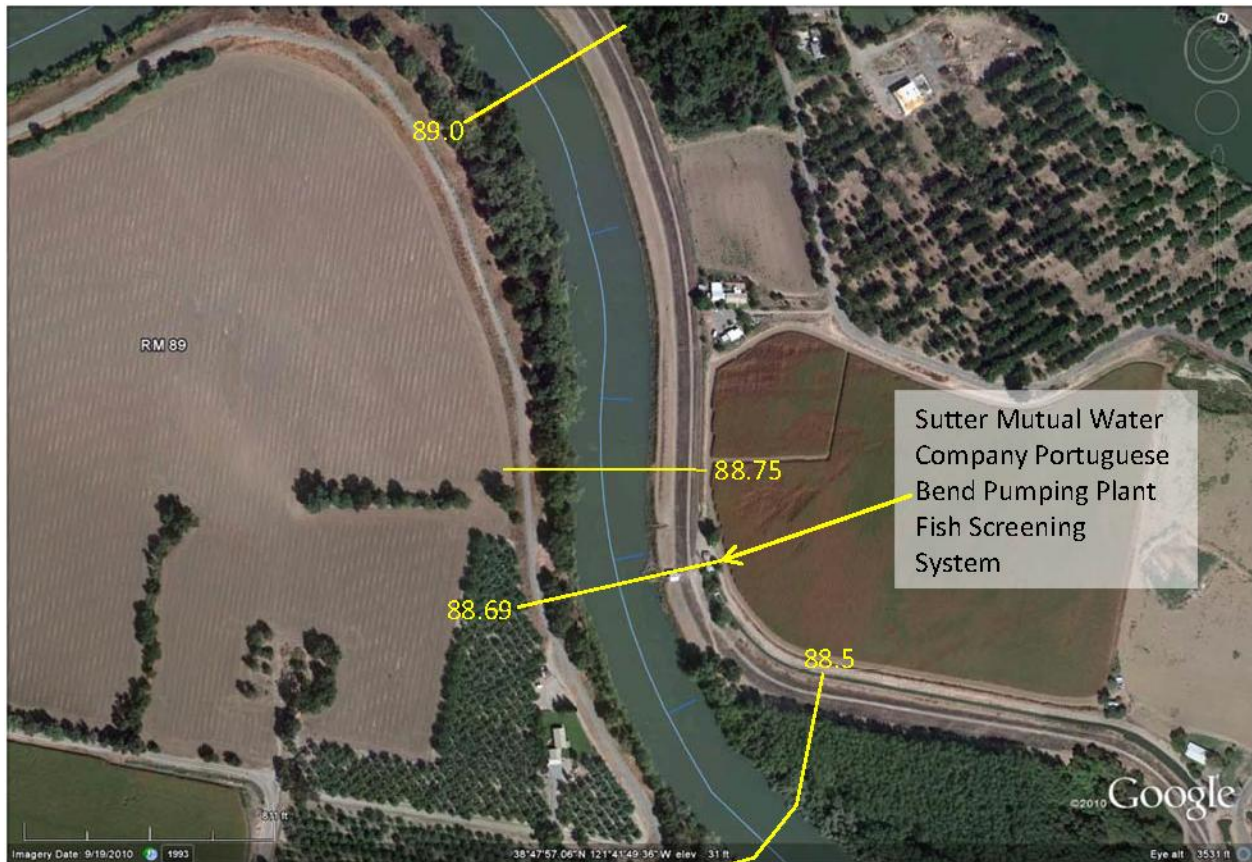 N
89.0
RM 89
Sutter Mutual Water
Company Portuguese
Bend Pumping Plant
Fish Screening
System
88.75
88.69
88.5
©2010 Google
811 ft
Imagery Date: 9/19/2010 1993 38°47'57.06"N 121°41'49.36"W elev 31 ft Eye alt 3531 ft